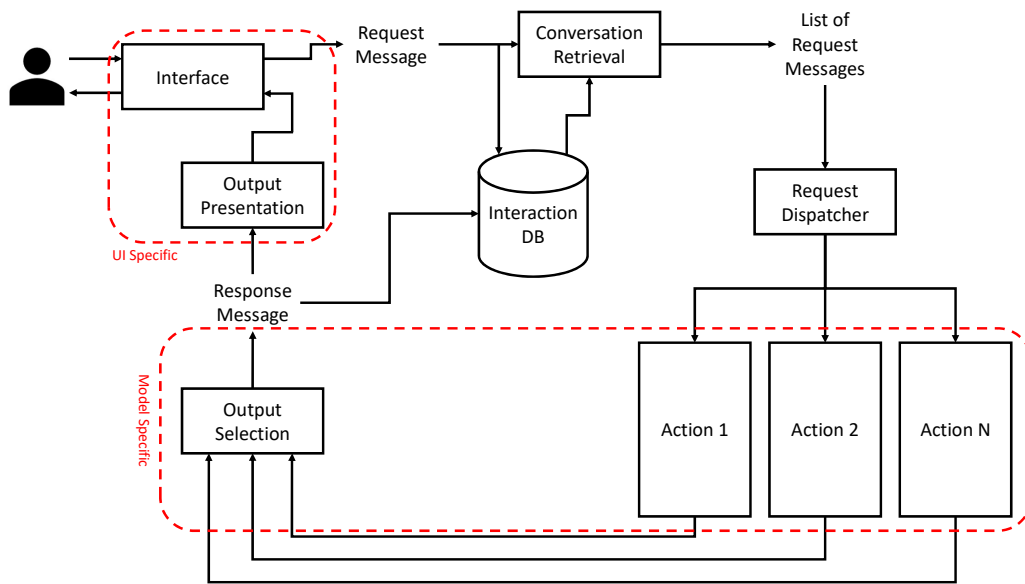 Interface
Request
Message
Conversation
Retrieval
List of
Request
Messages
Output
Presentation
UI Specific
Interaction
DB
Request
Dispatcher
Response
Message
Model Specific
Output
Selection
Action 1
Action 2
Action N